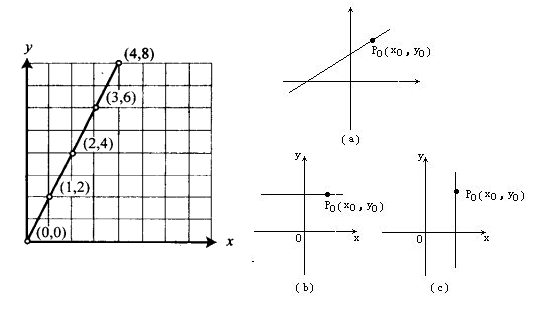 y
(4,8)
(3,6)
(2,4)
(1,2)
(0,0)
x
P₀(x₀, y₀)
(a)
y
P₀(x₀, y₀)
0
x
(b)
y
P₀(x₀, y₀)
0
x
(c)